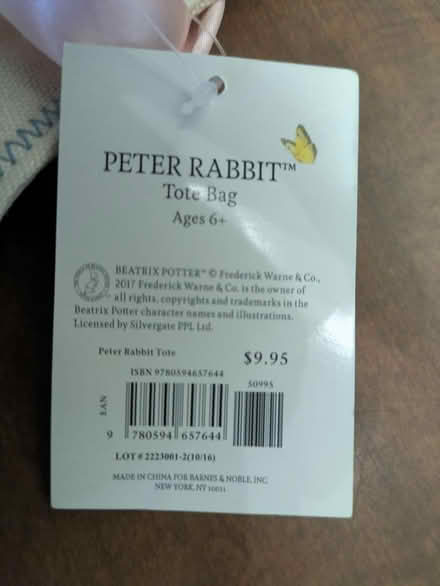 PETER RABBIT™
Tote Bag
Ages 6+
BEATRIX POTTER™ © Frederick Warne & Co.,
2017 Frederick Warne & Co. is the owner of
all rights, copyrights and trademarks in the
Beatrix Potter character names and illustrations.
Licensed by Silvergate PPL Ltd.
Peter Rabbit Tote
$9.95
ISBN 9780594657644
50995
EAN
9 780594 657644
LOT # 2223001-2(10/16)
MADE IN CHINA FOR BARNES & NOBLE, INC.
NEW YORK, NY 10011